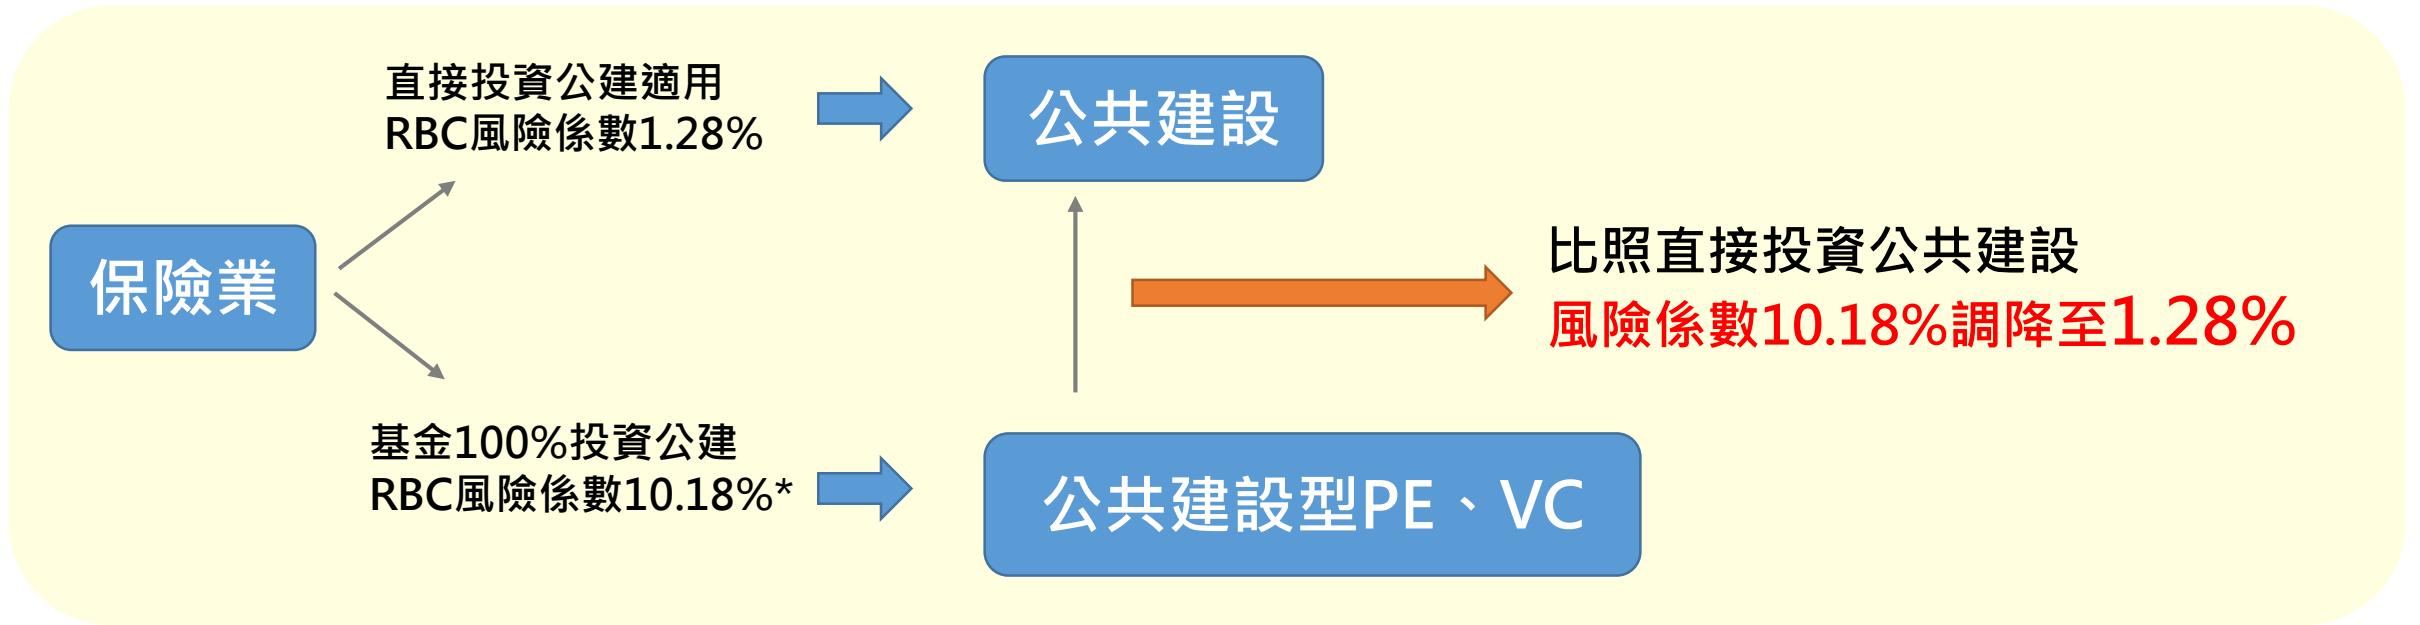 直接投資公建適用
RBC風險係數1.28%
公共建設
保險業
比照直接投資公共建設
風險係數10.18%調降至1.28%
基金100%投資公建
RBC風險係數10.18%*
公共建設型PE、VC